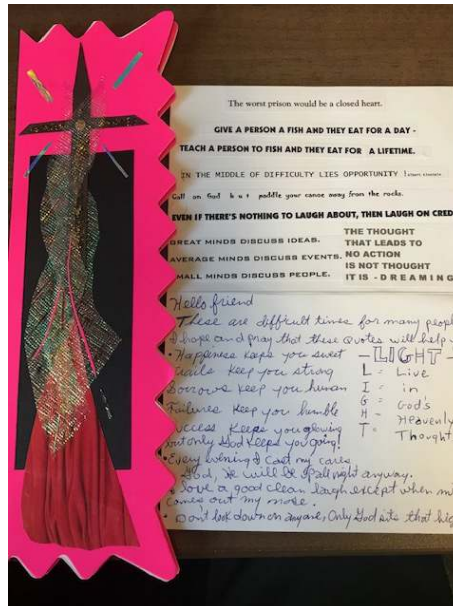 The worst prison would be a closed heart.
GIVE A PERSON A FISH AND THEY EAT FOR A DAY -
TEACH A PERSON TO FISH AND THEY EAT FOR A LIFETIME.
IN THE MIDDLE OF DIFFICULTY LIES OPPORTUNITY !
Call on God but paddle your canoe away from the rocks.
EVEN IF THERE'S NOTHING TO LAUGH ABOUT, THEN LAUGH ON CRED
GREAT MINDS DISCUSS IDEAS.
AVERAGE MINDS DISCUSS EVENTS.
SMALL MINDS DISCUSS PEOPLE.
THE THOUGHT
THAT LEADS TO
NO ACTION
IS NOT THOUGHT
IT IS - DREAMING
Hello friend
These are difficult times for many peopl
I hope and pray that these Quotes will help
• Happiness keeps you sweet
Trails keep you strong
Sorrows keep you human
Failures keep you humble
Success keeps you glowing
but only God keeps you going!
- LIGHT -
L = Live
I = in
G = God's
H = Heavenly
T = Thought
• Every evening I cast my cares
God, He will be up all night anyway.
• Love a good clean laugh except when mi
comes out my nose.
• Don't look down on anyone, Only God sits that hig